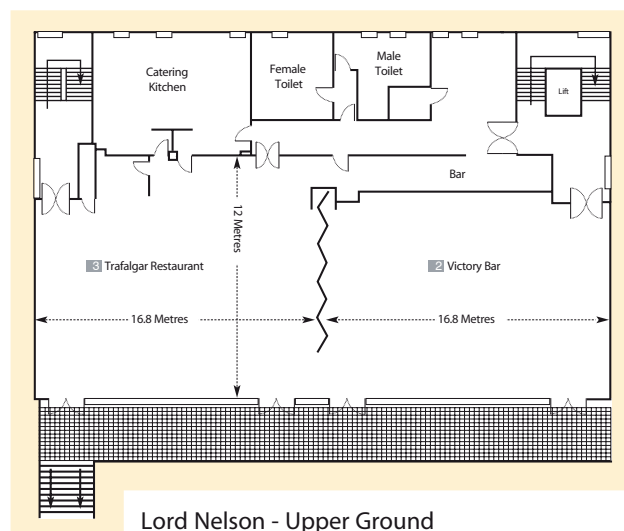 Catering
Kitchen
Female
Toilet
Male
Toilet
Lift
Bar
12 Metres
3 Trafalgar Restaurant
2 Victory Bar
16.8 Metres
16.8 Metres
Lord Nelson - Upper Ground